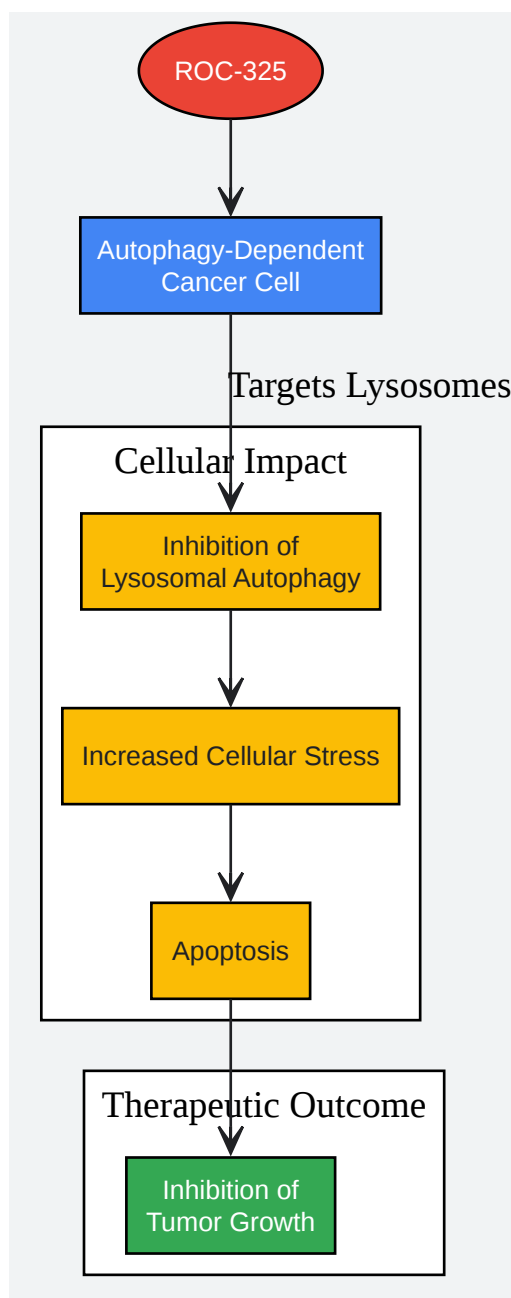 ROC-325
Autophagy-Dependent
Cancer Cell
Targets Lysosomes
Cellular Impact
Inhibition of
Lysosomal Autophagy
Increased Cellular Stress
Apoptosis
Therapeutic Outcome
Inhibition of
Tumor Growth